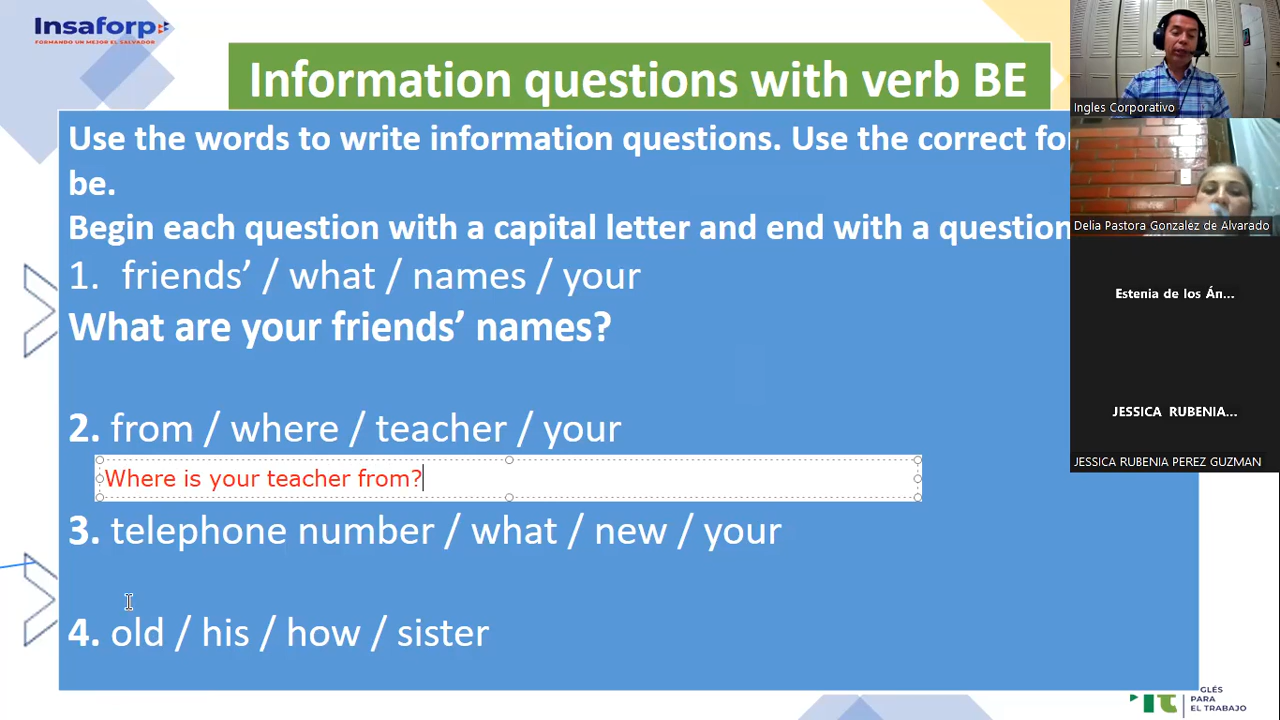 Insaforp
FORMANDO UN MEJOR EL SALVADOR
Information questions with verb BE
Use the words to write information questions. Use the correct fo
be.
Begin each question with a capital letter and end with a question
1. friends’ / what / names / your
What are your friends’ names?
2. from / where / teacher / your
Where is your teacher from?
3. telephone number / what / new / your
4. old / his / how / sister
Ingles Corporativo
Delia Pastora Gonzalez de Alvarado
Estenia de los Án...
JESSICA RUBENIA...
JESSICA RUBENIA PEREZ GUZMAN
GLÉS
PARA
EL TRABAJO